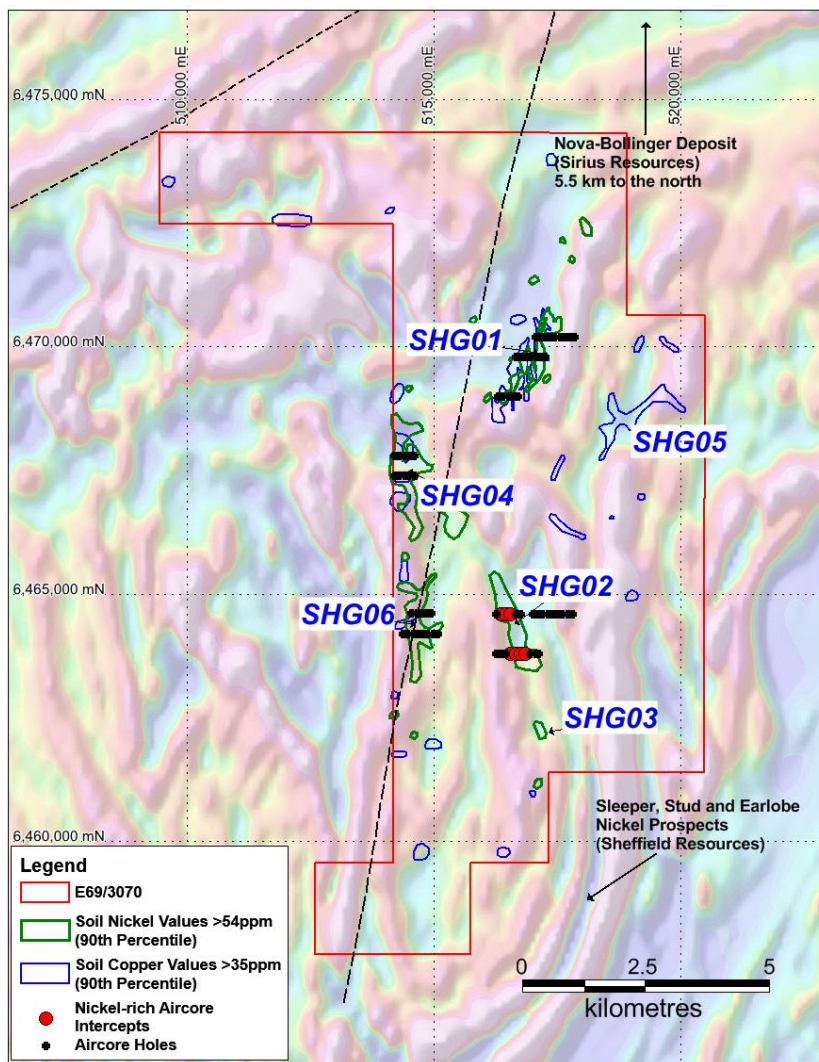 510,000 mE
515,000 mE
520,000 mE
6,475,000 mN
Nova-Bollinger Deposit
(Sirius Resources)
5.5 km to the north
6,470,000 mN
SHG01
SHG05
SHG04
6,465,000 mN
SHG02
SHG06
SHG03
Sleeper, Stud and Earlobe
Nickel Prospects
(Sheffield Resources)
6,460,000 mN
Legend
E69/3070
Soil Nickel Values >54ppm
(90th Percentile)
Soil Copper Values >35ppm
(90th Percentile)
Nickel-rich Aircore
Intercepts
Aircore Holes
0 2.5 5
kilometres